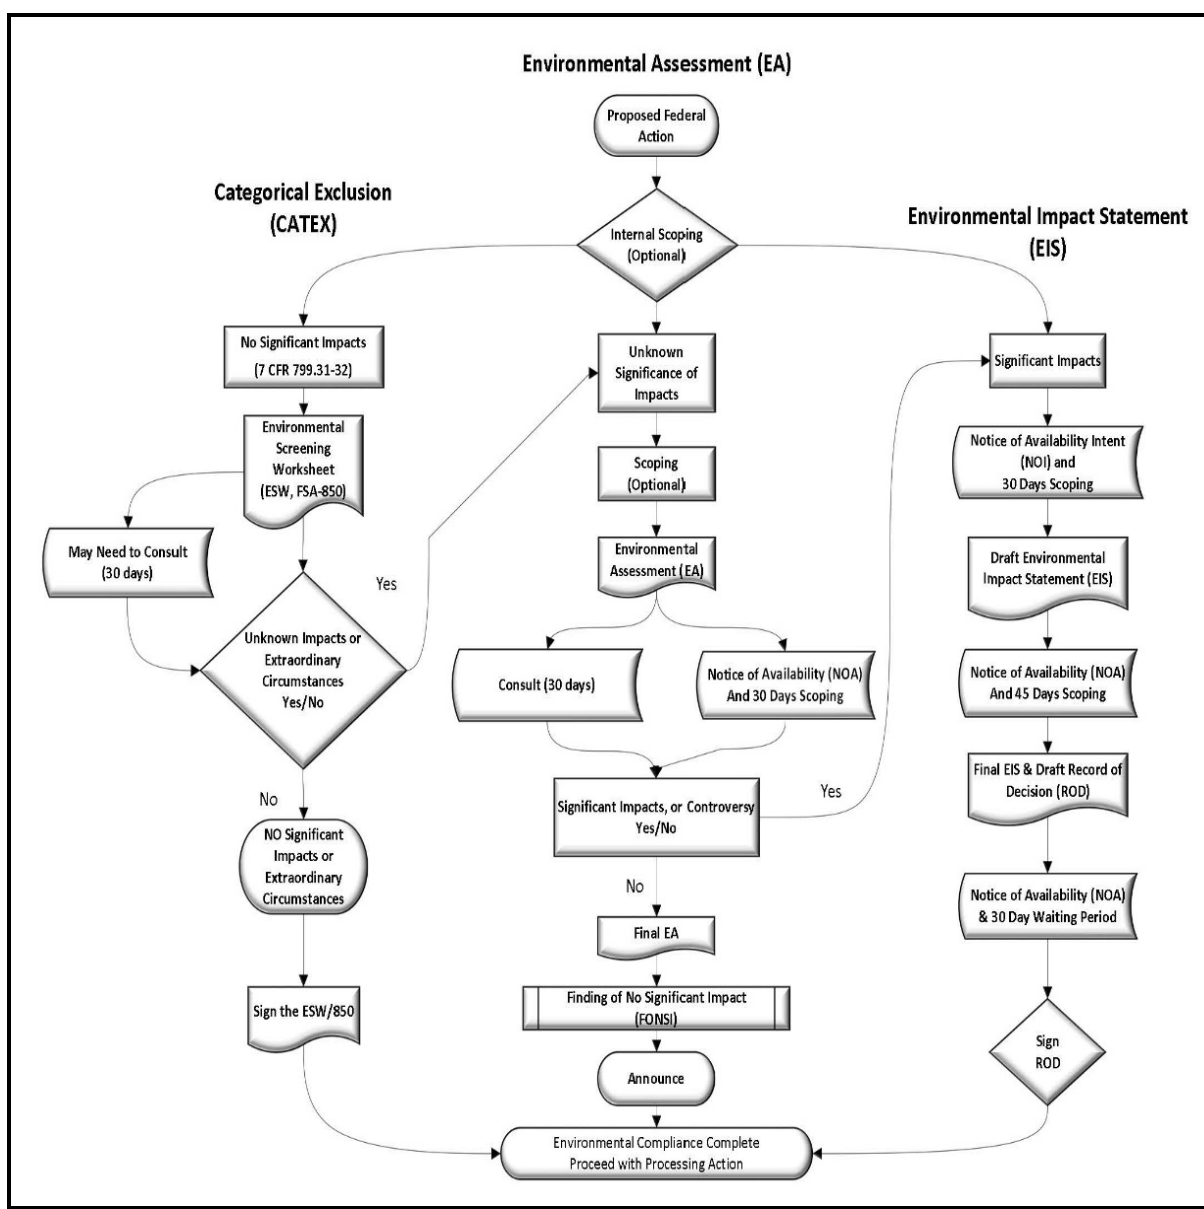 Environmental Assessment (EA)
Proposed Federal
Action
Categorical Exclusion
(CATEX)
Internal Scoping
(Optional)
Environmental Impact Statement
(EIS)
No Significant Impacts
(7 CFR 799.31-32)
Environmental
Screening
Worksheet
(ESW, FSA-850)
May Need to Consult
(30 days)
Unknown Impacts or
Extraordinary
Circumstances
Yes/No
Yes
No
NO Significant
Impacts or
Extraordinary
Circumstances
Sign the ESW/850
Unknown
Significance of
Impacts
Scoping
(Optional)
Environmental
Assessment (EA)
Consult (30 days)
Notice of Availability (NOA)
And 30 Days Scoping
Significant Impacts, or Controversy
Yes/No
Yes
No
Final EA
Finding of No Significant Impact
(FONSI)
Announce
Significant Impacts
Notice of Availability Intent
(NOI) and
30 Days Scoping
Draft Environmental
Impact Statement (EIS)
Notice of Availability (NOA)
And 45 Days Scoping
Final EIS & Draft Record of
Decision (ROD)
Notice of Availability (NOA)
& 30 Day Waiting Period
Sign
ROD
Environmental Compliance Complete
Proceed with Processing Action